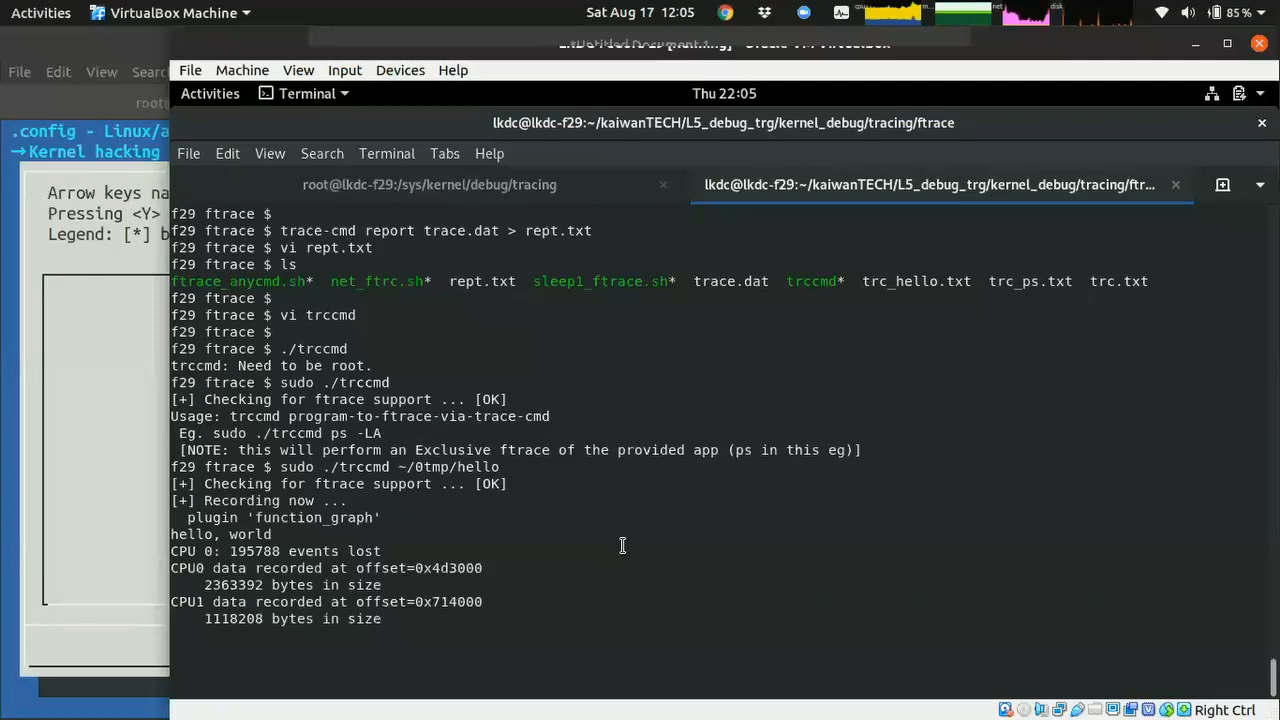 Activities VirtualBox Machine Sat Aug 17 12:05 85 %
File Edit View Searc
File Machine View Input Devices Help
Activities Terminal Thu 22:05
root@
lkdc@lkdc-f29:~/kaiwanTECH/L5_debug_trg/kernel_debug/tracing/ftrace
.config - Linux/a
→Kernel hacking
File Edit View Search Terminal Tabs Help
root@lkdc-f29:/sys/kernel/debug/tracing
lkdc@lkdc-f29:~/kaiwanTECH/L5_debug_trg/kernel_debug/tracing/ftr...
Arrow keys na
Pressing <Y>
Legend: [*] b
f29 ftrace $
f29 ftrace $ trace-cmd report trace.dat > rept.txt
f29 ftrace $ vi rept.txt
f29 ftrace $ ls
ftrace_anycmd.sh* net_ftrc.sh* rept.txt sleep1_ftrace.sh* trace.dat trccmd* trc_hello.txt trc_ps.txt trc.txt
f29 ftrace $
f29 ftrace $ vi trccmd
f29 ftrace $
f29 ftrace $ ./trccmd
trccmd: Need to be root.
f29 ftrace $ sudo ./trccmd
[+] Checking for ftrace support ... [OK]
Usage: trccmd program-to-ftrace-via-trace-cmd
Eg. sudo ./trccmd ps -LA
[NOTE: this will perform an Exclusive ftrace of the provided app (ps in this eg)]
f29 ftrace $ sudo ./trccmd ~/0tmp/hello
[+] Checking for ftrace support ... [OK]
[+] Recording now ...
plugin 'function_graph'
hello, world
CPU 0: 195788 events lost
CPU0 data recorded at offset=0x4d3000
2363392 bytes in size
CPU1 data recorded at offset=0x714000
1118208 bytes in size
Right Ctrl